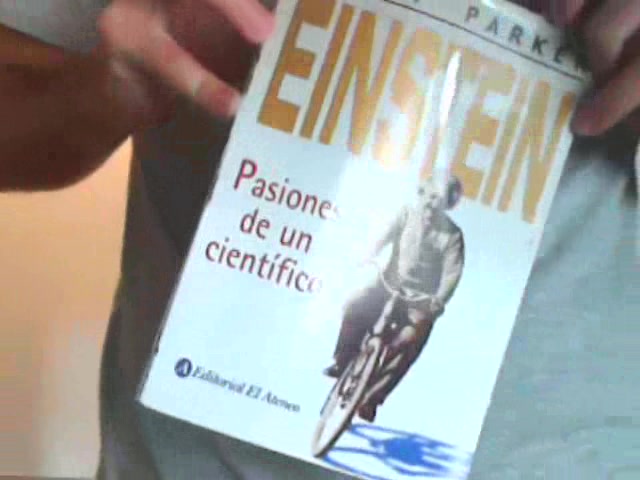 PARKER
EINSTEIN
Pasiones
de un
científico
Editorial El Ateneo